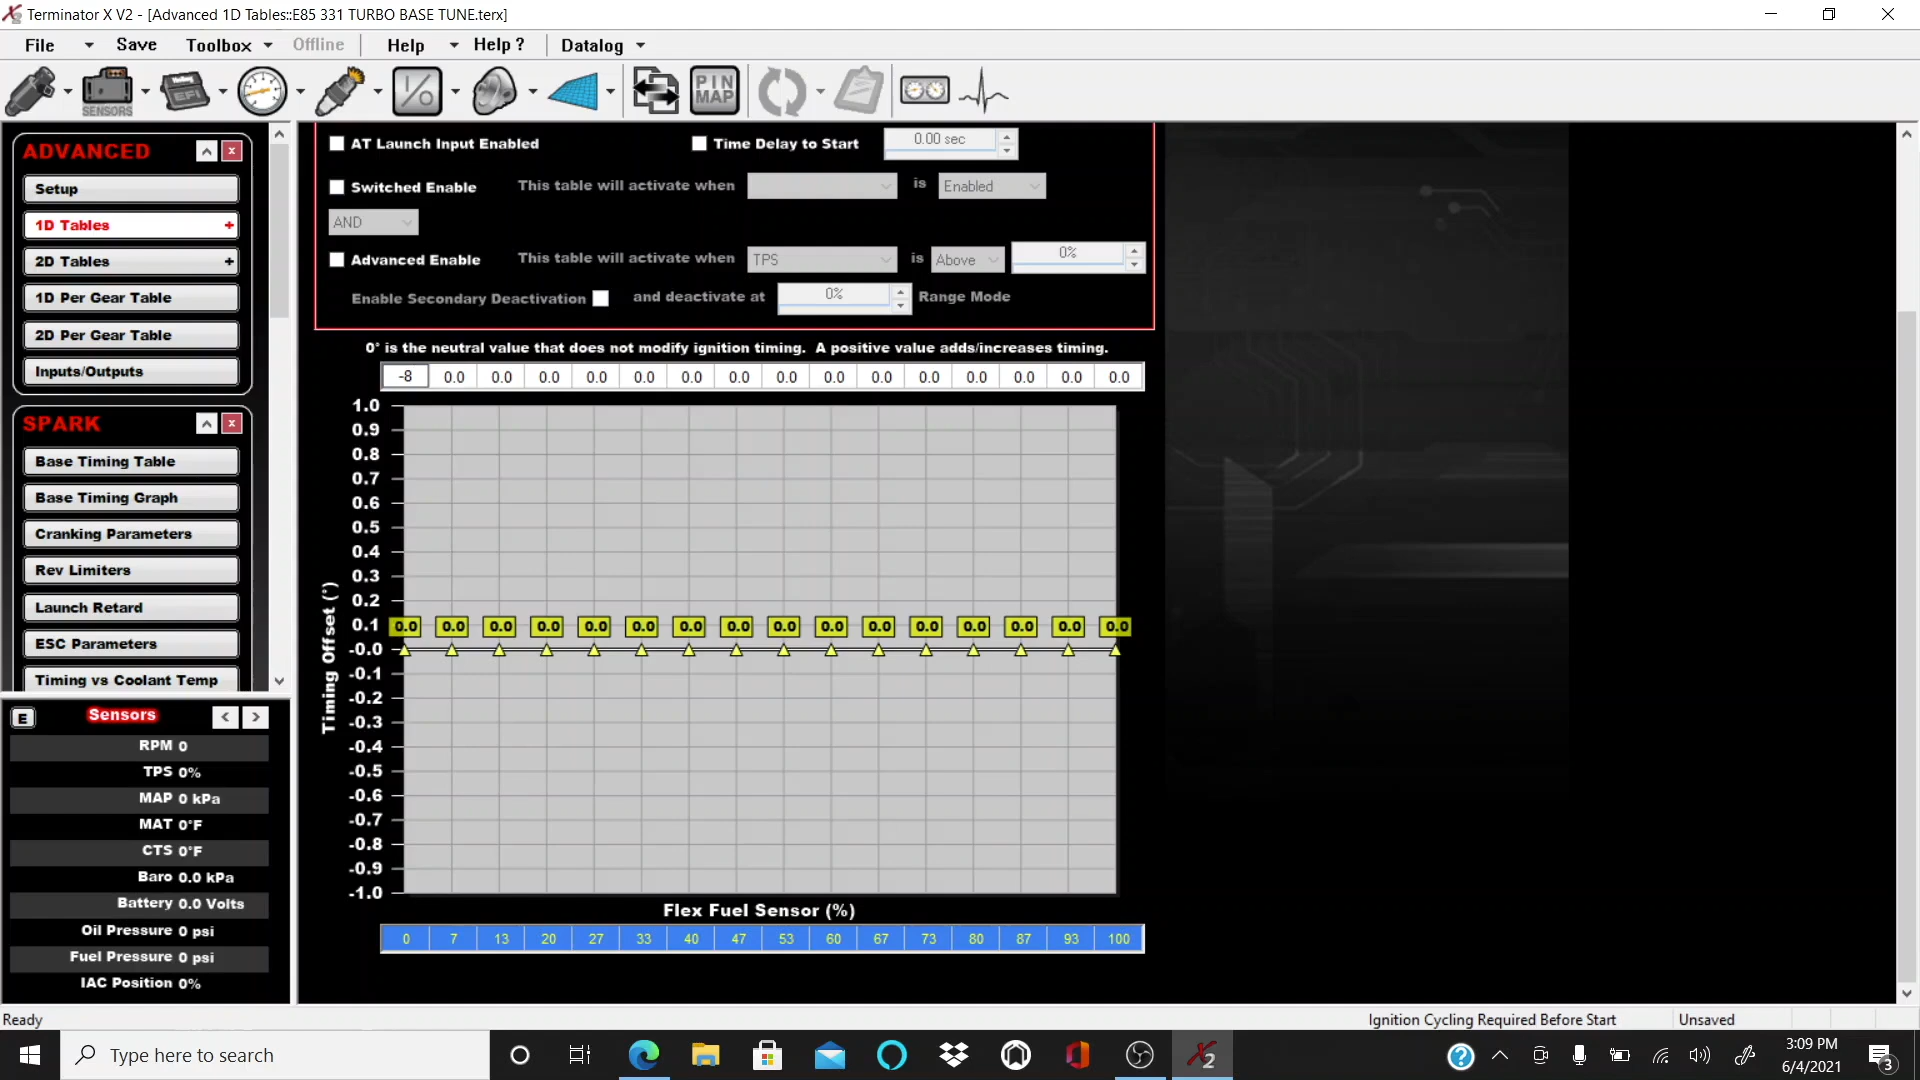 Terminator X V2 - [Advanced 1D Tables::E85 331 TURBO BASE TUNE.terx]
File Save Toolbox Offline Help Help ? Datalog
SENSORS EFI I/O PIN MAP
ADVANCED
Setup
1D Tables +
2D Tables +
1D Per Gear Table
2D Per Gear Table
Inputs/Outputs
SPARK
Base Timing Table
Base Timing Graph
Cranking Parameters
Rev Limiters
Launch Retard
ESC Parameters
Timing vs Coolant Temp
E Sensors < >
RPM 0
TPS 0%
MAP 0 kPa
MAT 0°F
CTS 0°F
Baro 0.0 kPa
Battery 0.0 Volts
Oil Pressure 0 psi
Fuel Pressure 0 psi
IAC Position 0%
AT Launch Input Enabled Time Delay to Start 0.00 sec
Switched Enable This table will activate when is Enabled
AND
Advanced Enable This table will activate when TPS is Above 0%
Enable Secondary Deactivation and deactivate at 0% Range Mode
0° is the neutral value that does not modify ignition timing. A positive value adds/increases timing.
-8 0.0 0.0 0.0 0.0 0.0 0.0 0.0 0.0 0.0 0.0 0.0 0.0 0.0 0.0 0.0
Timing Offset (°)
1.0
0.9
0.8
0.7
0.6
0.5
0.4
0.3
0.2
0.1 0.0 0.0 0.0 0.0 0.0 0.0 0.0 0.0 0.0 0.0 0.0 0.0 0.0 0.0 0.0 0.0
-0.0
-0.1
-0.2
-0.3
-0.4
-0.5
-0.6
-0.7
-0.8
-0.9
-1.0
Flex Fuel Sensor (%)
0 7 13 20 27 33 40 47 53 60 67 73 80 87 93 100
Ready Ignition Cycling Required Before Start Unsaved
Type here to search
3:09 PM
6/4/2021
3